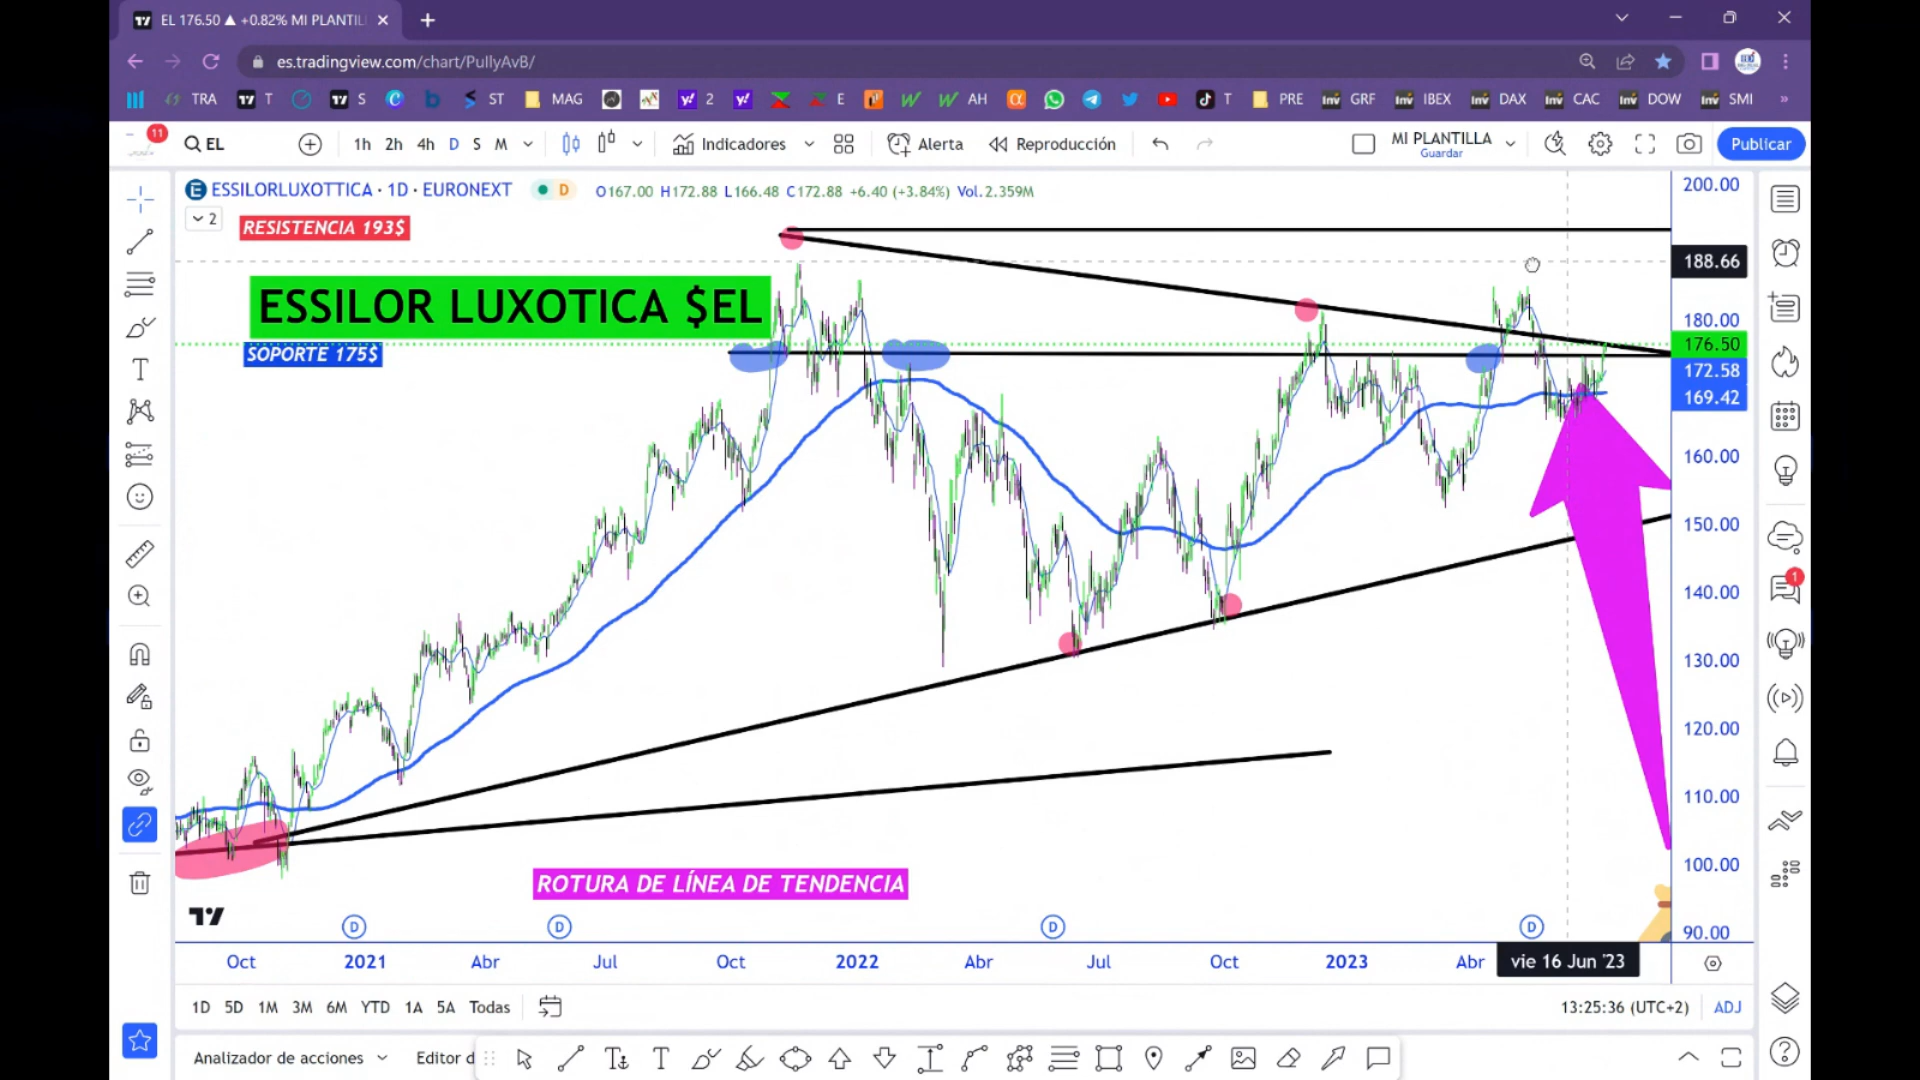 EL 176.50 ▲ +0.82% MI PLANTIL
es.tradingview.com/chart/PullyAvB/
TRA T S ST MAG 2 E AH T PRE GRF IBEX DAX CAC DOW SMI »
11 EL 1h 2h 4h D S M Indicadores Alerta Reproducción MI PLANTILLA Guardar Publicar
ESSILORLUXOTTICA · 1D · EURONEXT D O167.00 H172.88 L166.48 C172.88 +6.40 (+3.84%) Vol.2.359M
2
RESISTENCIA 193$
ESSILOR LUXOTICA $EL
SOPORTE 175$
200.00
188.66
180.00
176.50
172.58
169.42
160.00
150.00
140.00
130.00
120.00
110.00
100.00
90.00
1
ROTURA DE LÍNEA DE TENDENCIA
D D D D
Oct 2021 Abr Jul Oct 2022 Abr Jul Oct 2023 Abr vie 16 Jun '23
1D 5D 1M 3M 6M YTD 1A 5A Todas 13:25:36 (UTC+2) ADJ
Analizador de acciones Editor d